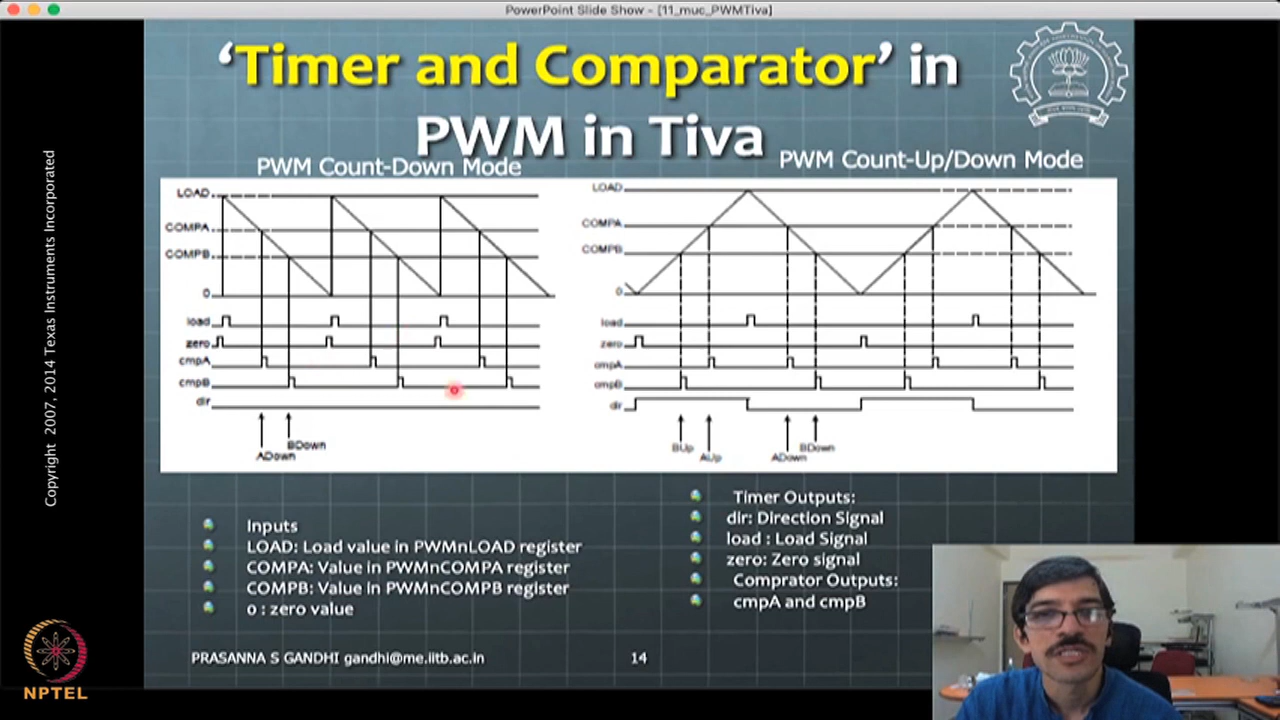 PowerPoint Slide Show - [11_muc_PWMTiva]
‘Timer and Comparator’ in
PWM in Tiva
PWM Count-Down Mode
LOAD
COMPA
COMPB
0
load
zero
cmpA
cmpB
dir
BDown
ADown
PWM Count-Up/Down Mode
LOAD
COMPA
COMPB
0
load
zero
cmpA
cmpB
dir
BUp
AUp
ADown
BDown
Inputs
LOAD: Load value in PWMnLOAD register
COMPA: Value in PWMnCOMPA register
COMPB: Value in PWMnCOMPB register
0 : zero value
Timer Outputs:
dir: Direction Signal
load : Load Signal
zero: Zero signal
Comprator Outputs:
cmpA and cmpB
PRASANNA S GANDHI gandhi@me.iitb.ac.in
14
Copyright 2007, 2014 Texas Instruments Incorporated
NPTEL